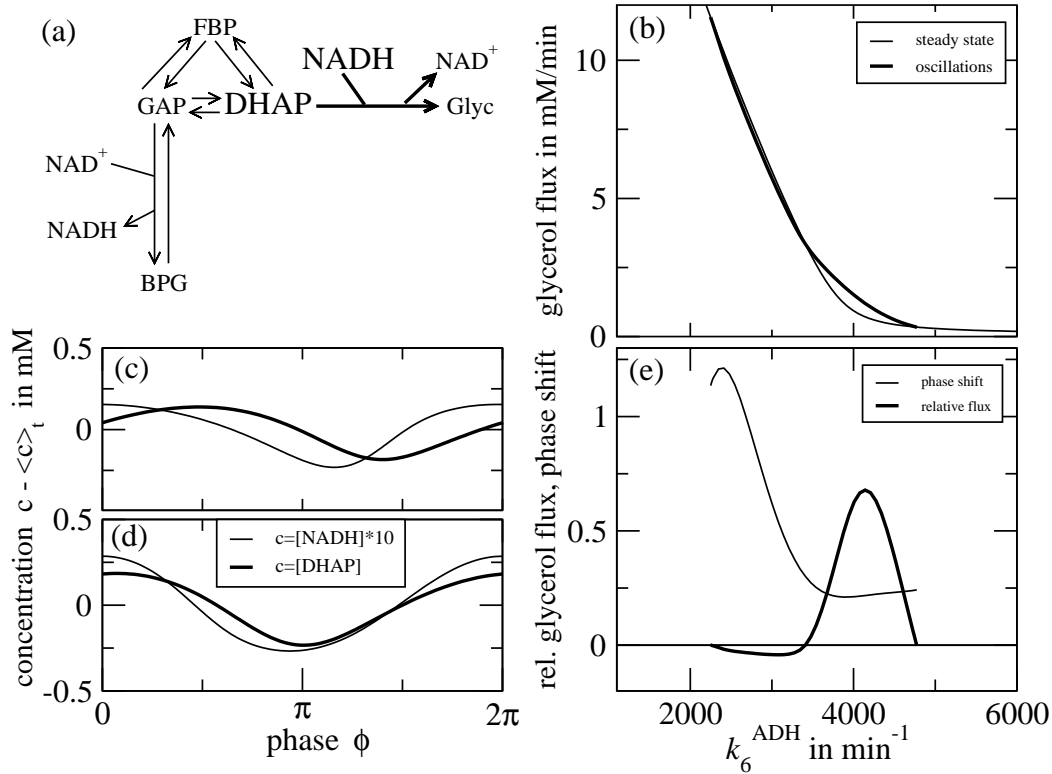 (a)
FBP
NADH
NAD+
GAP
DHAP
Glyc
NAD+
NADH
BPG
(b)
glycerol flux in mM/min
10
5
0
steady state
oscillations
concentration c - <c>t in mM
(c)
0.5
0
(d)
0.5
0
-0.5
c=[NADH]*10
c=[DHAP]
0
π
2π
phase ϕ
(e)
rel. glycerol flux, phase shift
1
0.5
0
phase shift
relative flux
2000
4000
6000
k6ADH in min-1